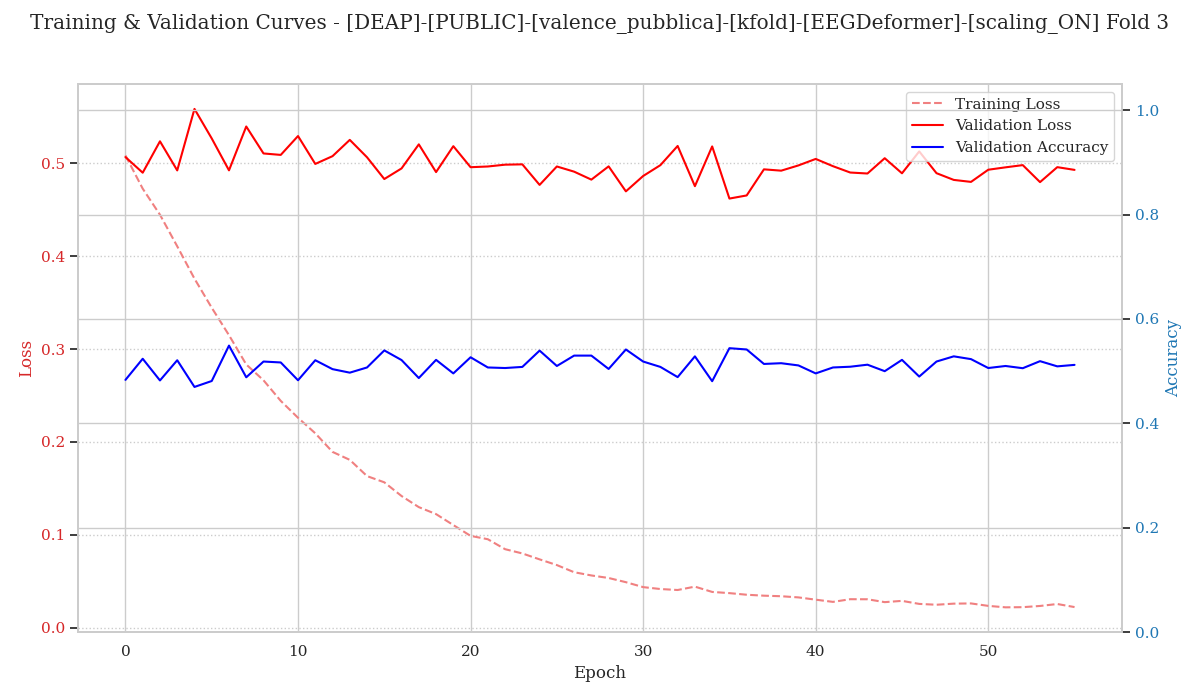 Training & Validation Curves - [DEAP]-[PUBLIC]-[valence_pubblica]-[kfold]-[EEGDeformer]-[scaling_ON] Fold 3
Training Loss
Validation Loss
Validation Accuracy
0.5
0.4
0.3
0.2
0.1
0.0
Loss
1.0
0.8
0.6
0.4
0.2
0.0
Accuracy
0 10 20 30 40 50
Epoch